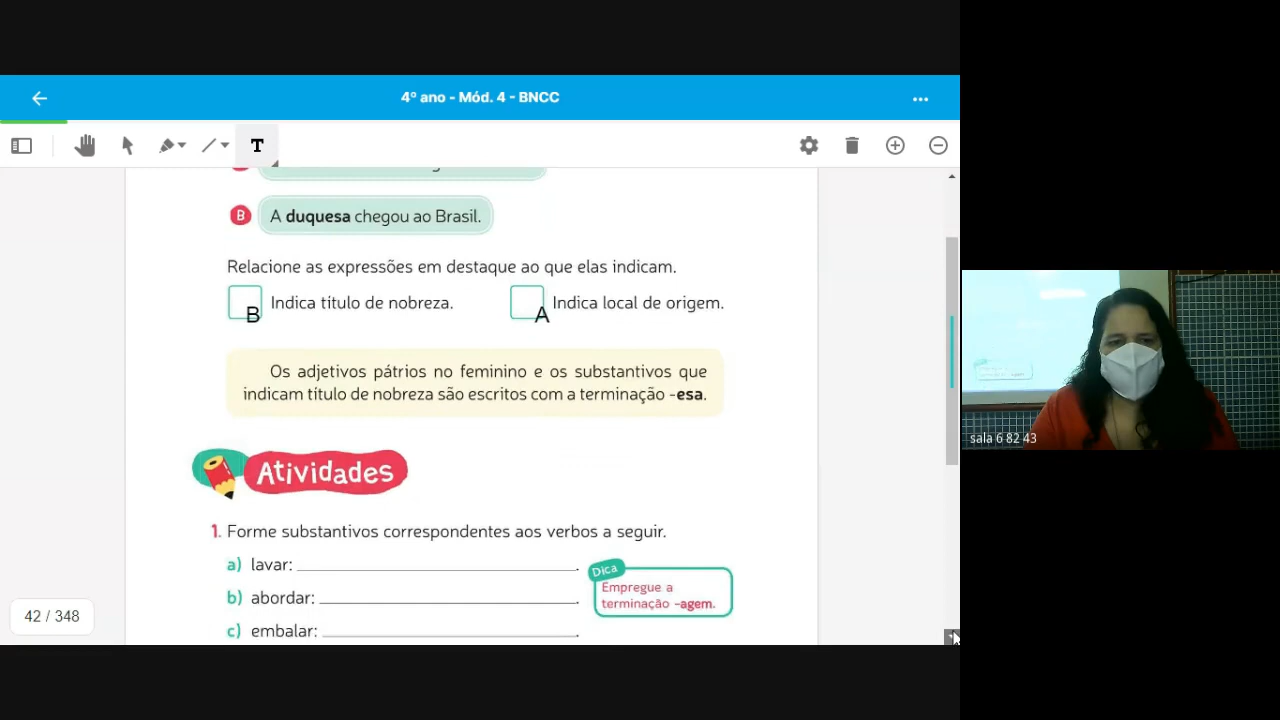 4º ano - Mód. 4 - BNCC
T
B A duquesa chegou ao Brasil.
Relacione as expressões em destaque ao que elas indicam.
B Indica título de nobreza. A Indica local de origem.
Os adjetivos pátrios no feminino e os substantivos que
indicam título de nobreza são escritos com a terminação -esa.
Atividades
1. Forme substantivos correspondentes aos verbos a seguir.
a) lavar: ______.
b) abordar: ______.
c) embalar: ______.
Dica
Empregue a
terminação -agem.
42 / 348
sala 6 82 43